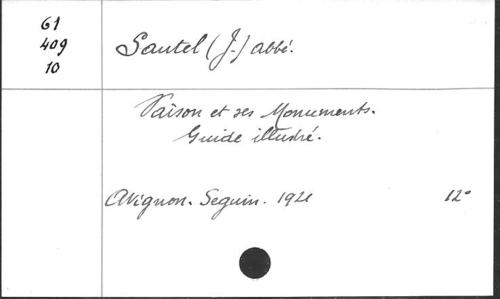 61
409
10
Sautel (J.) abbé.
Vaison et ses Monuments.
Guide illustré.
Avignon. Seguin. 1921 12°